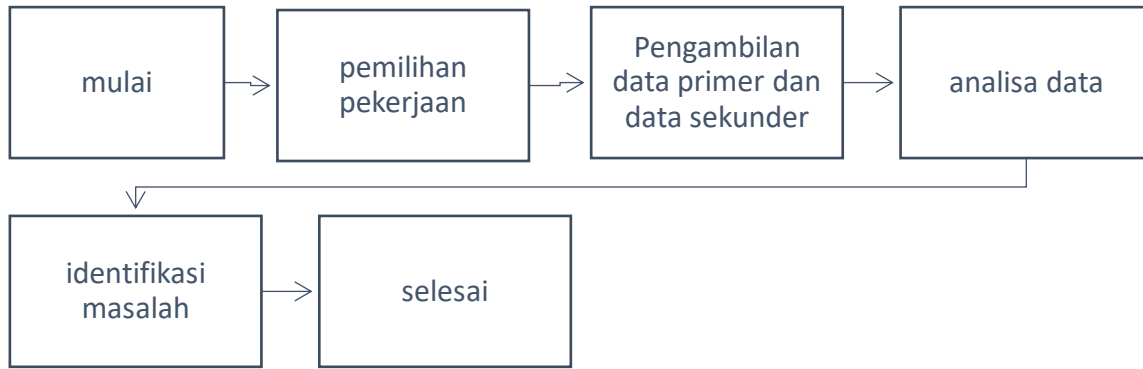 mulai
pemilihan
pekerjaan
Pengambilan
data primer dan
data sekunder
analisa data
identifikasi
masalah
selesai